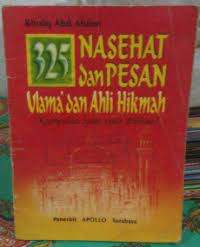 325
NASEHAT
dan PESAN
Ulama' dan Ahli Hikmah
Penerbit APOLLO Surabaya